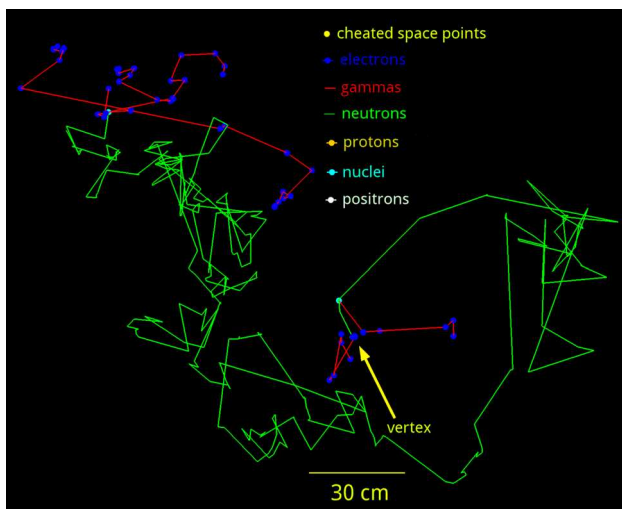 cheated space points
electrons
gammas
neutrons
protons
nuclei
positrons
vertex
30 cm